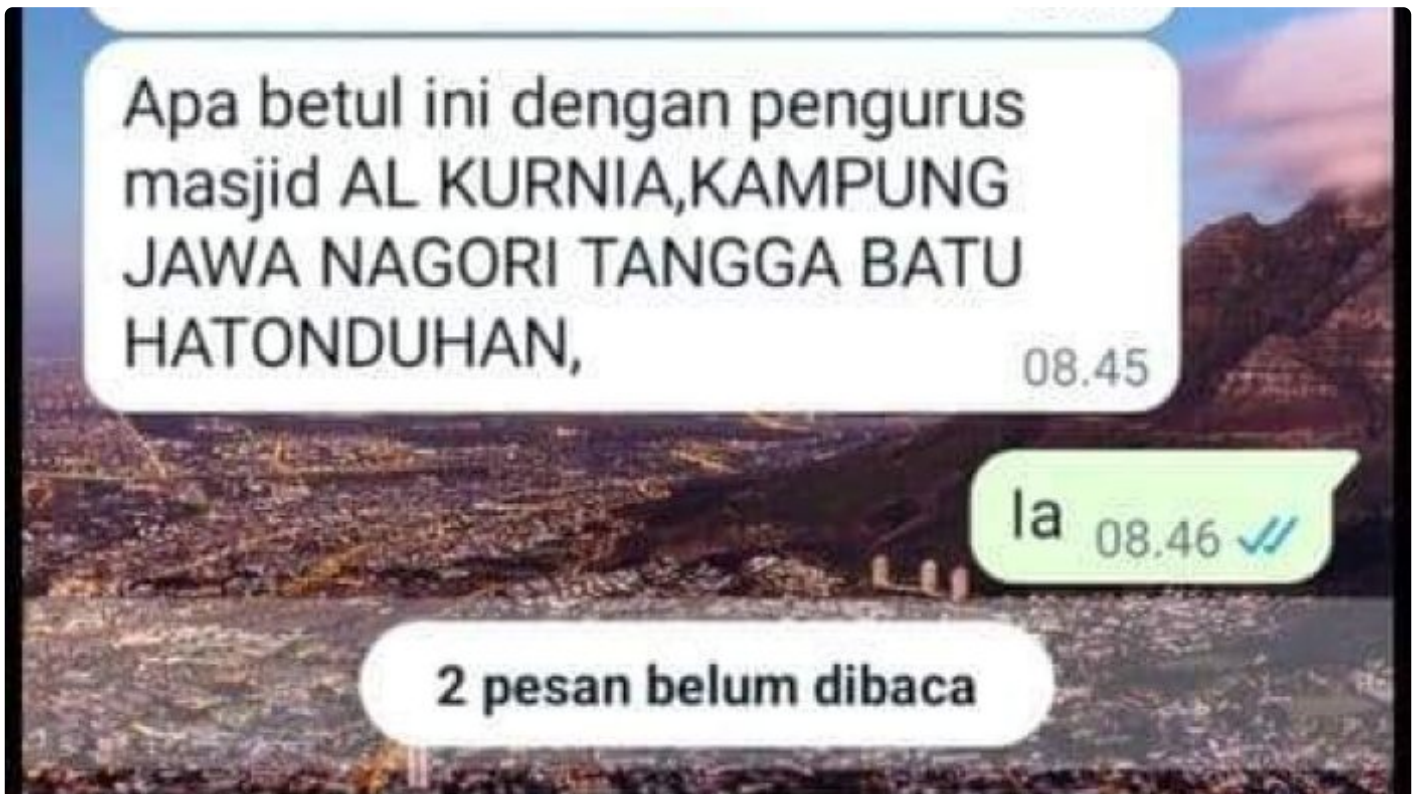 Apa betul ini dengan pengurus
masjid AL KURNIA,KAMPUNG
JAWA NAGORI TANGGA BATU
HATONDUHAN,
08.45
Ia 08.46
2 pesan belum dibaca